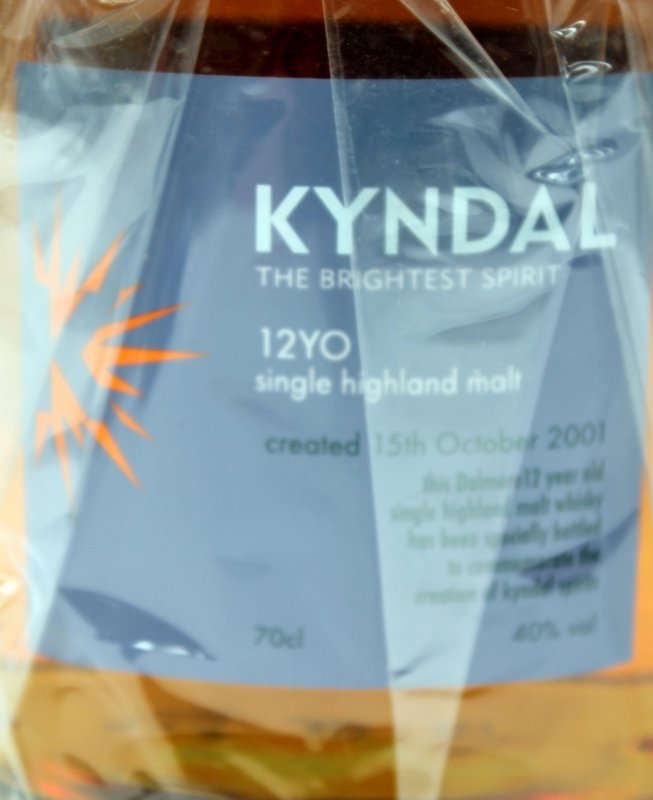 KYNDAL
THE BRIGHTEST SPIRIT
12YO
single highland malt
created 15th October 2001
this Dalmore 12 year old
single highland malt whisky
has been specially bottled
to commemorate the
creation of kyndal spirits
70cl
40% vol